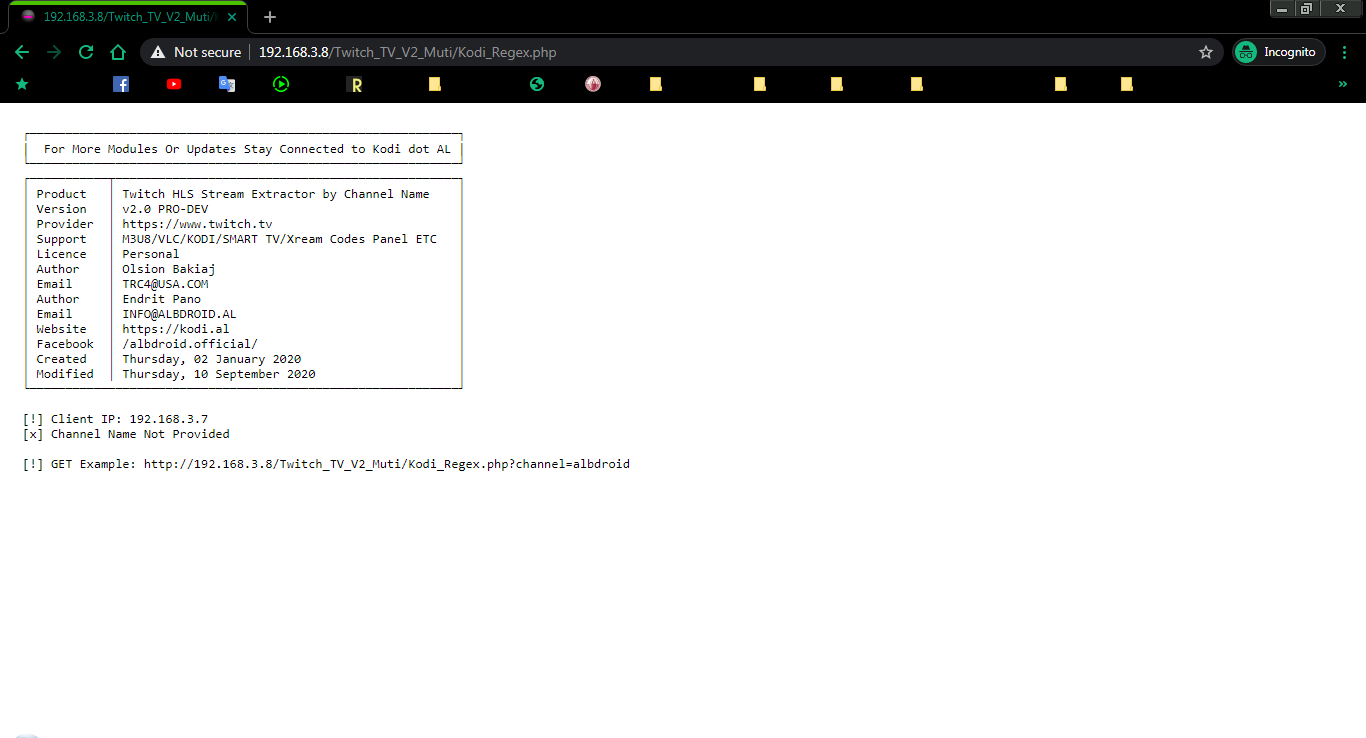 192.168.3.8/Twitch_TV_V2_Muti/
Not secure 192.168.3.8/Twitch_TV_V2_Muti/Kodi_Regex.php
Incognito
For More Modules Or Updates Stay Connected to Kodi dot AL
Product Twitch HLS Stream Extractor by Channel Name
Version v2.0 PRO-DEV
Provider https://www.twitch.tv
Support M3U8/VLC/KODI/SMART TV/Xream Codes Panel ETC
Licence Personal
Author Olsion Bakiaj
Email TRC4@USA.COM
Author Endrit Pano
Email INFO@ALBDROID.AL
Website https://kodi.al
Facebook /albdroid.official/
Created Thursday, 02 January 2020
Modified Thursday, 10 September 2020
[!] Client IP: 192.168.3.7
[x] Channel Name Not Provided
[!] GET Example: http://192.168.3.8/Twitch_TV_V2_Muti/Kodi_Regex.php?channel=albdroid